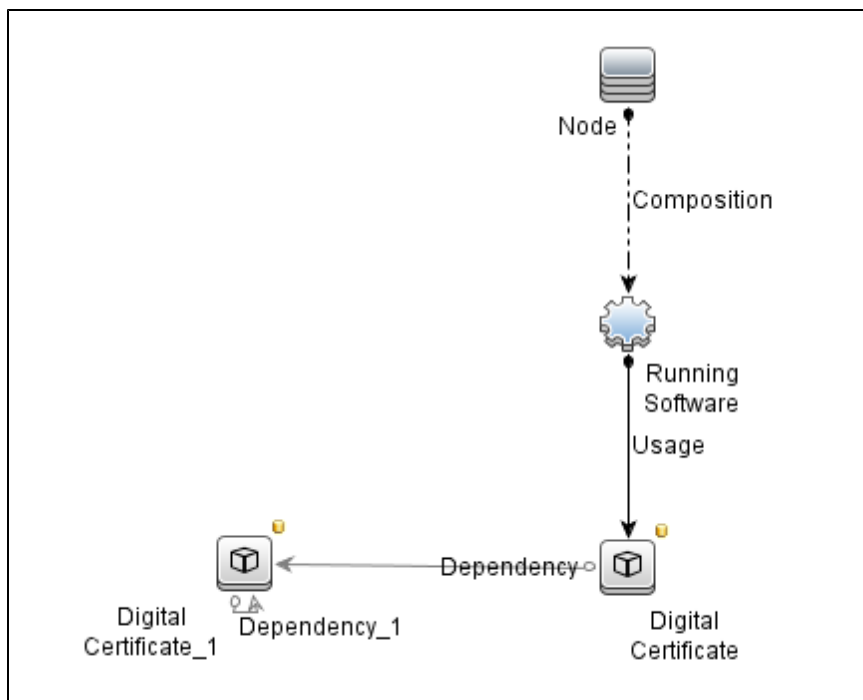 Node
Composition
Running
Software
Usage
Dependency
Digital
Certificate_1
Dependency_1
Digital
Certificate